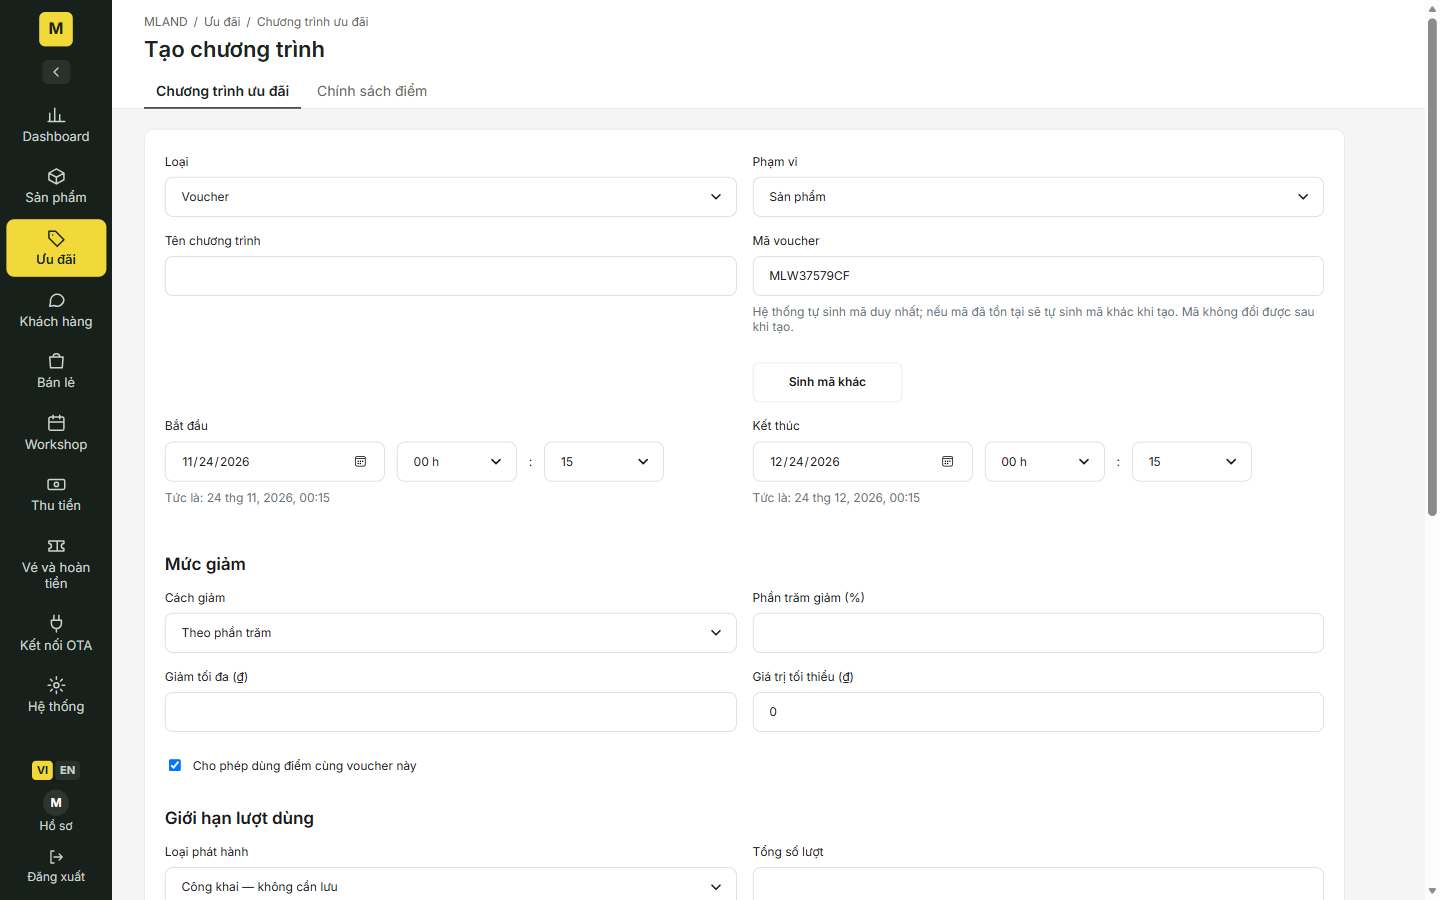 M
MLAND / Ưu đãi / Chương trình ưu đãi
Tạo chương trình
Chương trình ưu đãi
Chính sách điểm
Dashboard
Sản phẩm
Ưu đãi
Khách hàng
Bán lẻ
Workshop
Thu tiền
Vé và hoàn
tiền
Kết nối OTA
Hệ thống
VI EN
M
Hồ sơ
Đăng xuất
Loại
Phạm vi
Voucher
Sản phẩm
Tên chương trình
Mã voucher
MLW37579CF
Hệ thống tự sinh mã duy nhất; nếu mã đã tồn tại sẽ tự sinh mã khác khi tạo. Mã không đổi được sau
khi tạo.
Sinh mã khác
Bắt đầu
Kết thúc
11/24/2026 00 h : 15
12/24/2026 00 h : 15
Tức là: 24 thg 11, 2026, 00:15
Tức là: 24 thg 12, 2026, 00:15
Mức giảm
Cách giảm
Phần trăm giảm (%)
Theo phần trăm
Giảm tối đa (₫)
Giá trị tối thiểu (₫)
0
Cho phép dùng điểm cùng voucher này
Giới hạn lượt dùng
Loại phát hành
Tổng số lượt
Công khai — không cần lưu